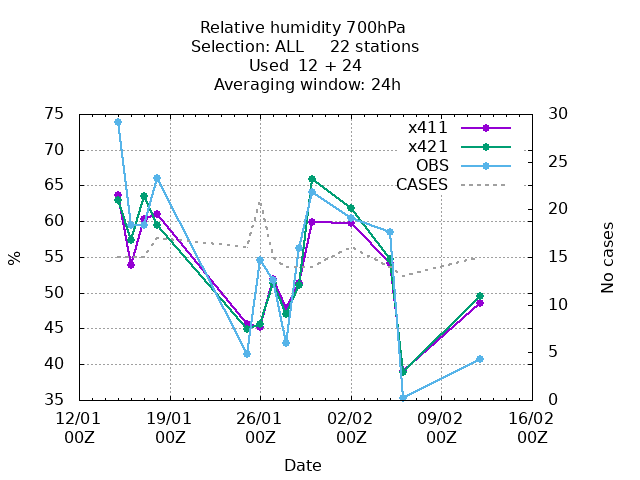 Relative humidity 700hPa
Selection: ALL     22 stations
Used  12 + 24
Averaging window: 24h
x411
x421
OBS
CASES
75
70
65
60
55
50
45
40
35
%
30
25
20
15
10
5
0
No cases
12/01 19/01 26/01 02/02 09/02 16/02
00Z 00Z 00Z 00Z 00Z 00Z
Date